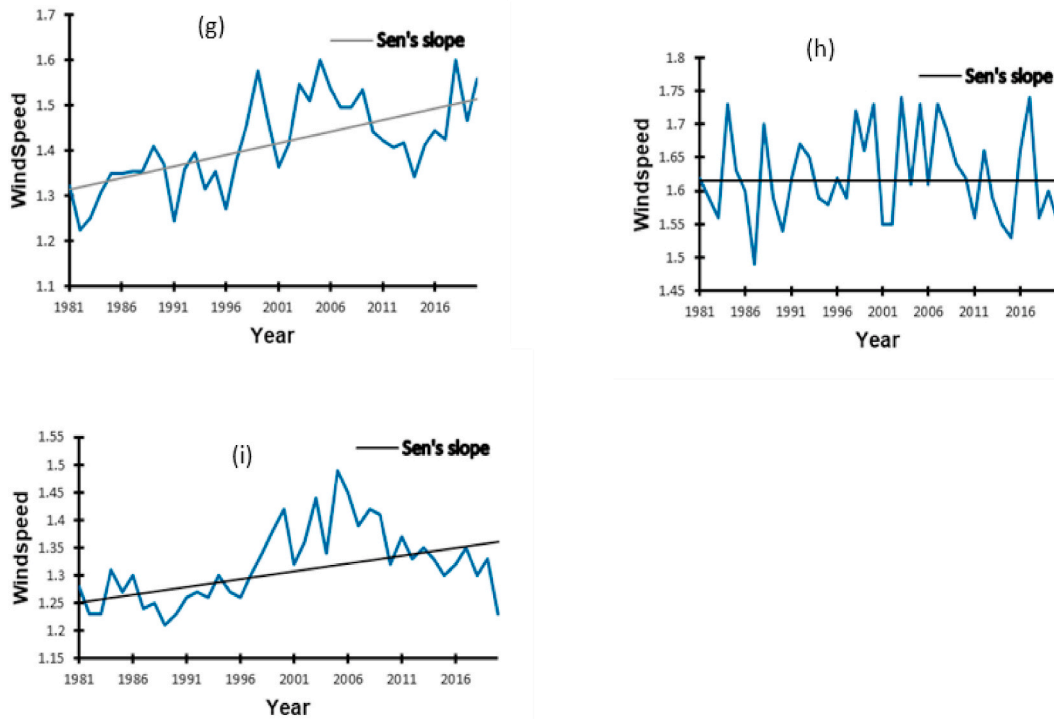 (g)
Sen's slope
1.7
1.6
1.5
1.4
1.3
1.2
1.1
WindSpeed
1981 1986 1991 1996 2001 2006 2011 2016
Year
(h)
Sen's slope
1.8
1.75
1.7
1.65
1.6
1.55
1.5
1.45
Windspeed
1981 1986 1991 1996 2001 2006 2011 2016
Year
(i)
Sen's slope
1.55
1.5
1.45
1.4
1.35
1.3
1.25
1.2
1.15
Windspeed
1981 1986 1991 1996 2001 2006 2011 2016
Year